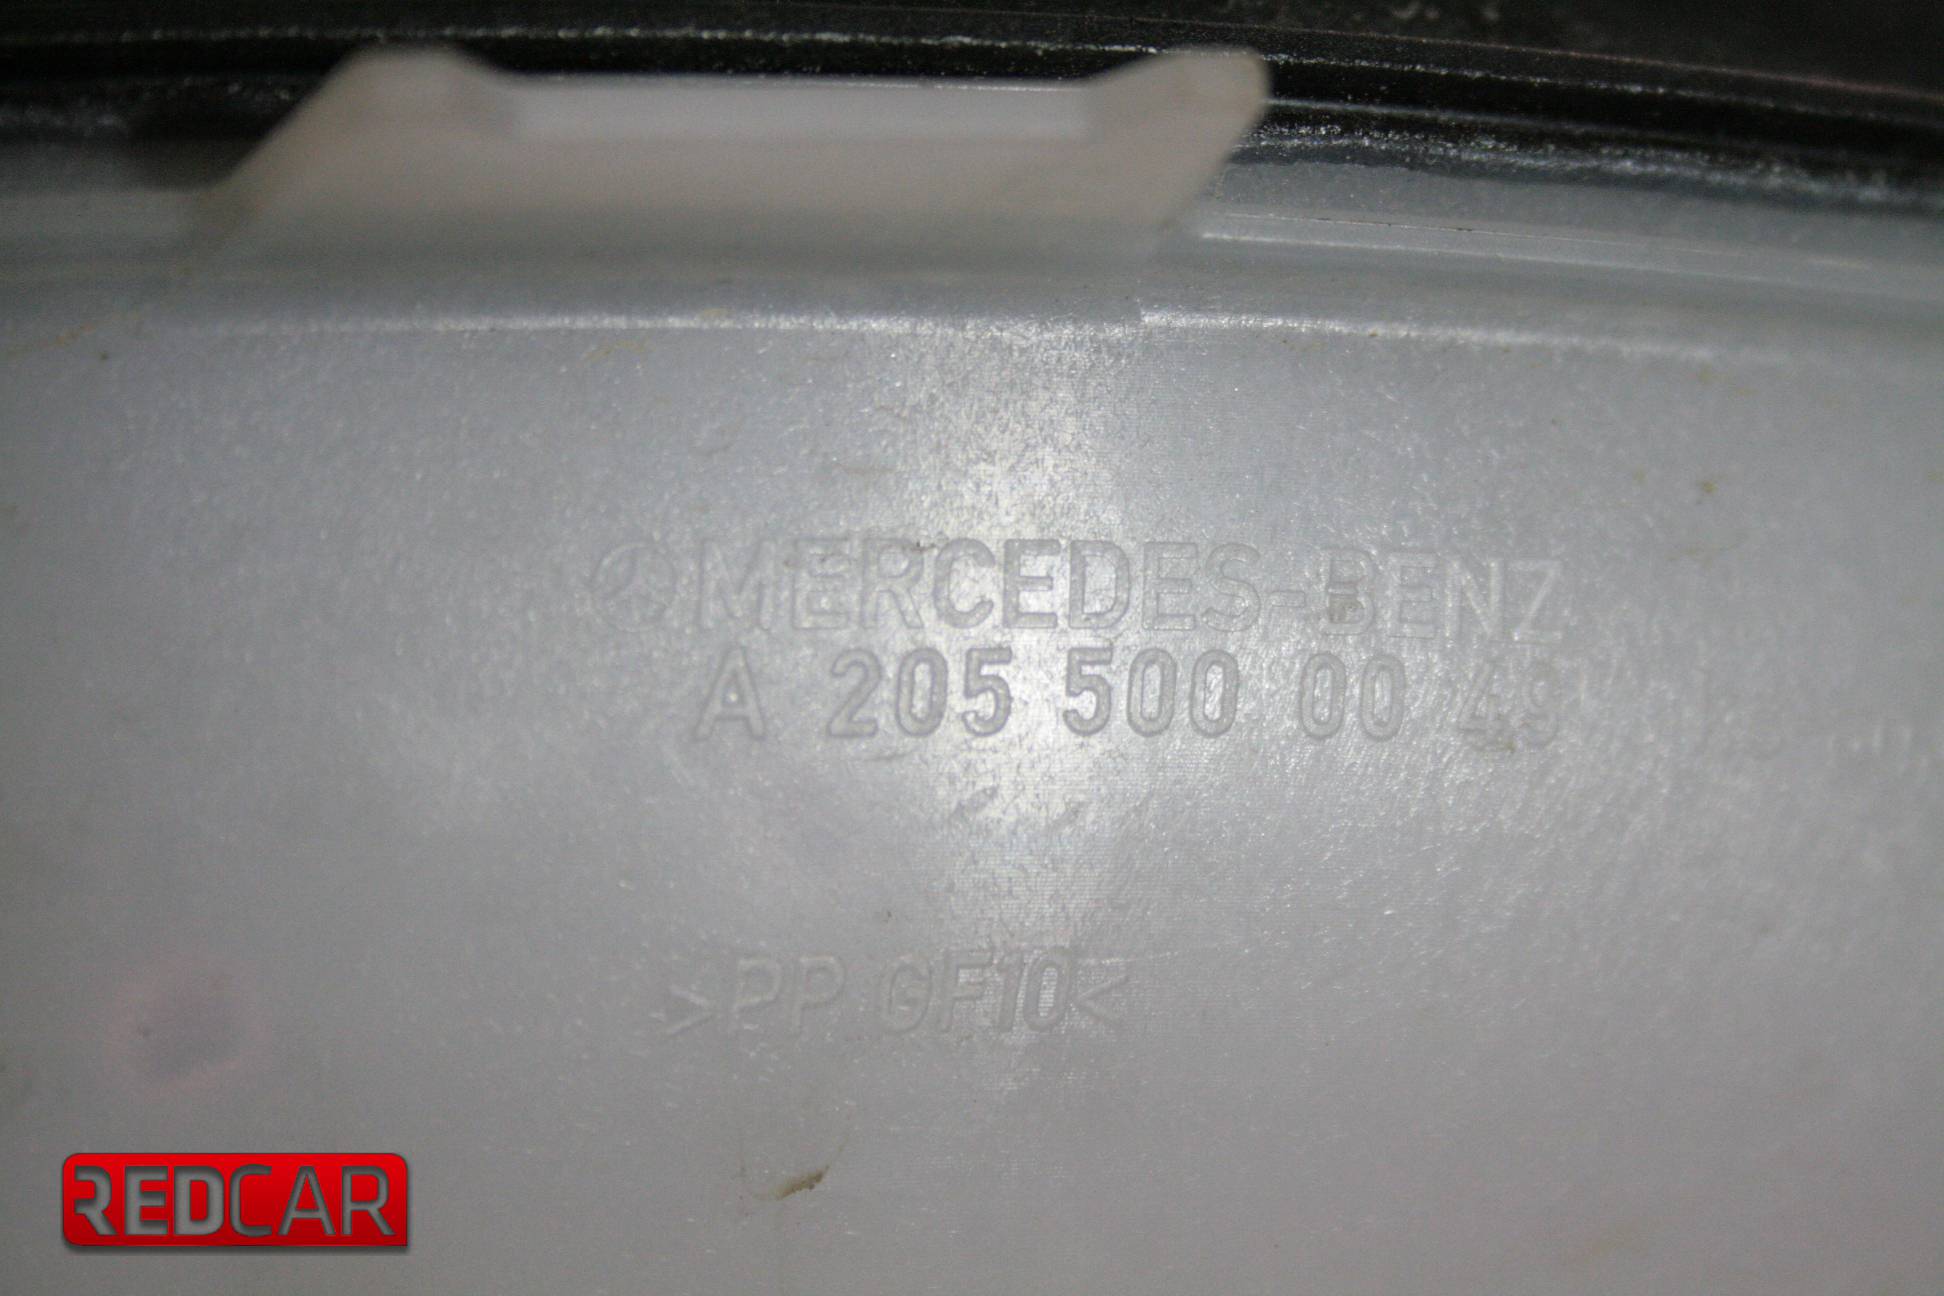 MERCEDES-BENZ
A 205 500 00 49
>PP GF10<
REDCAR